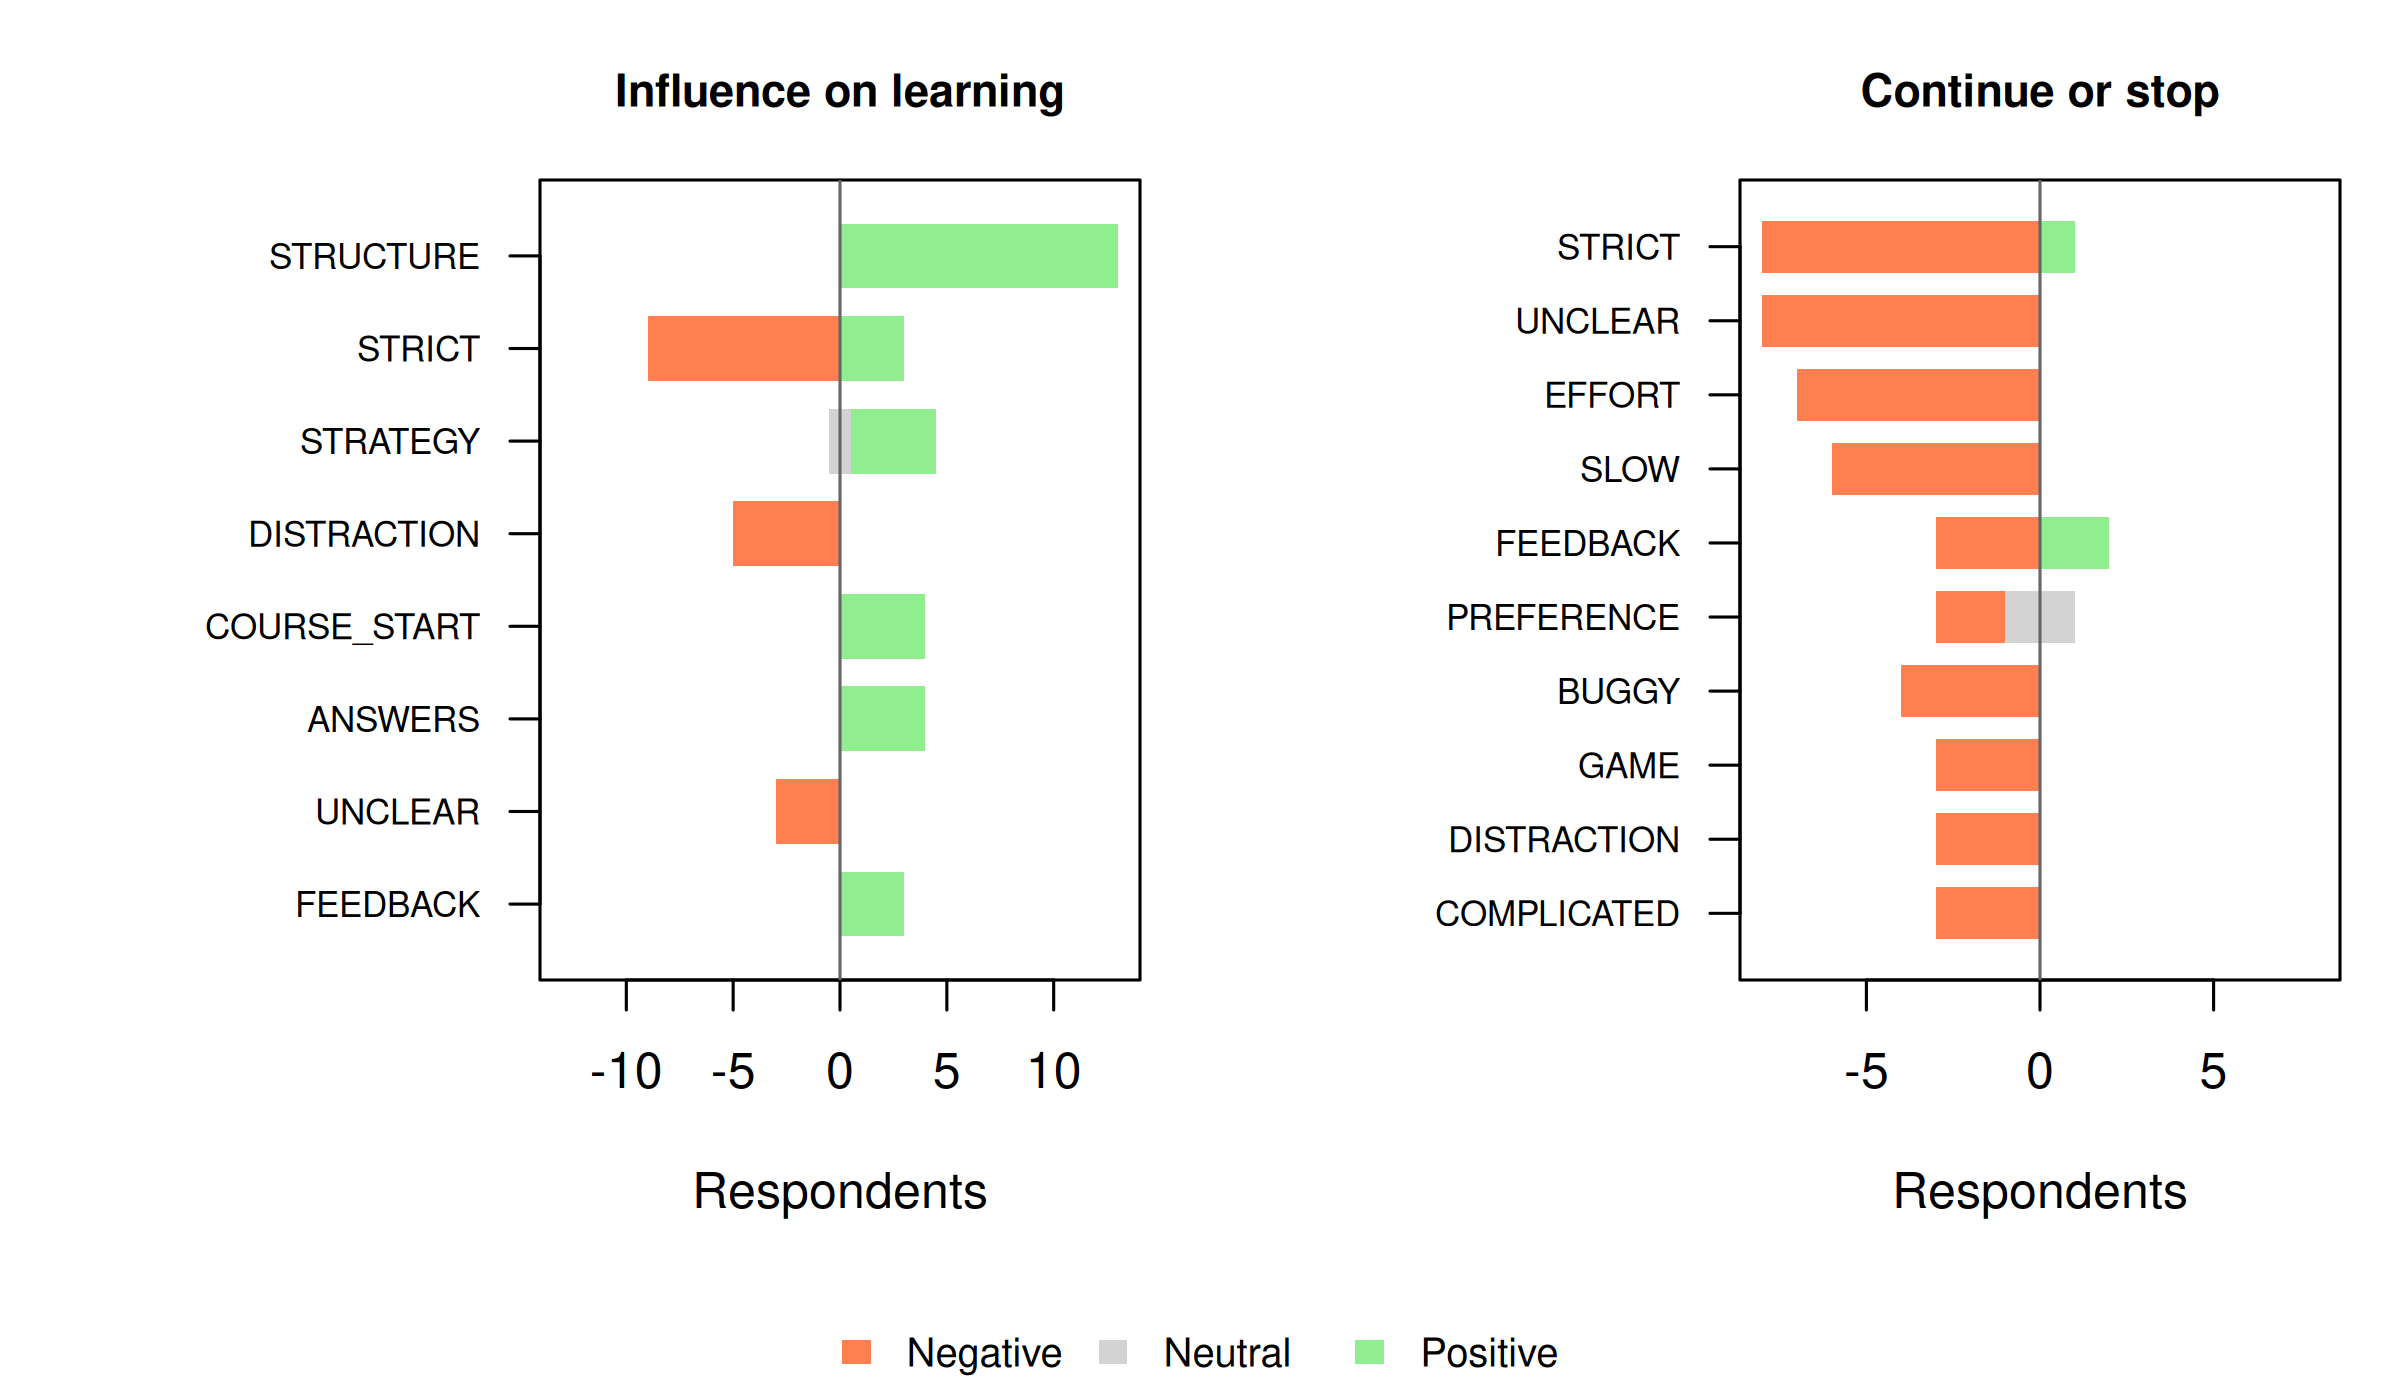 Influence on learning
STRUCTURE
STRICT
STRATEGY
DISTRACTION
COURSE_START
ANSWERS
UNCLEAR
FEEDBACK
-10 -5 0 5 10
Respondents
Continue or stop
STRICT
UNCLEAR
EFFORT
SLOW
FEEDBACK
PREFERENCE
BUGGY
GAME
DISTRACTION
COMPLICATED
-5 0 5
Respondents
Negative Neutral Positive